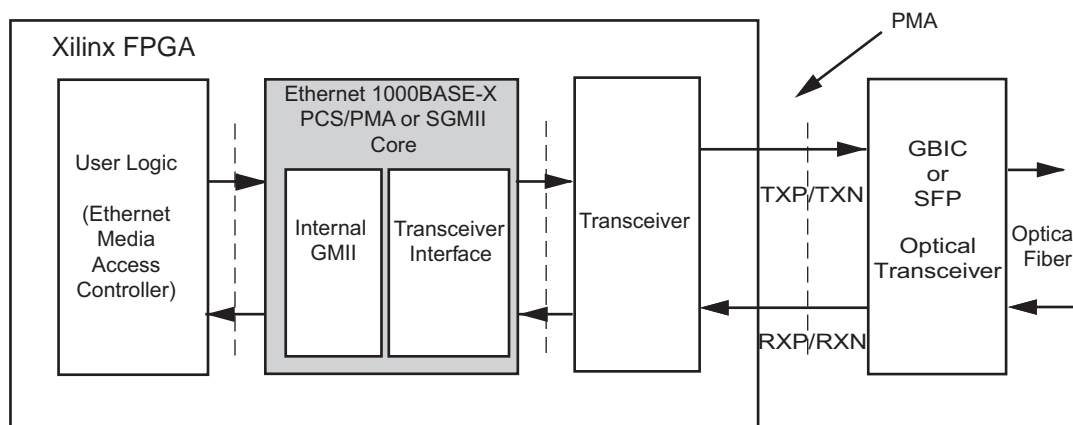 Xilinx FPGA
PMA
User Logic
(Ethernet
Media
Access
Controller)
Ethernet 1000BASE-X
PCS/PMA or SGMII
Core
Internal
GMII
Transceiver
Interface
Transceiver
TXP/TXN
RXP/RXN
GBIC
or
SFP
Optical
Transceiver
Optical
Fiber